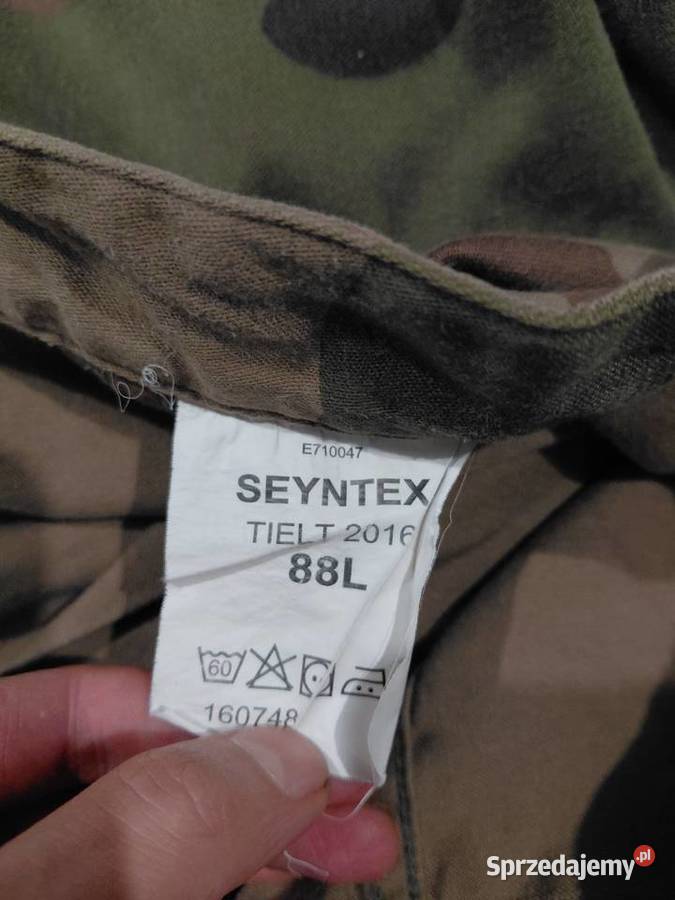 E710047
SEYNTEX
TIELT 2016
88L
60
160748
Sprzedajemy.pl